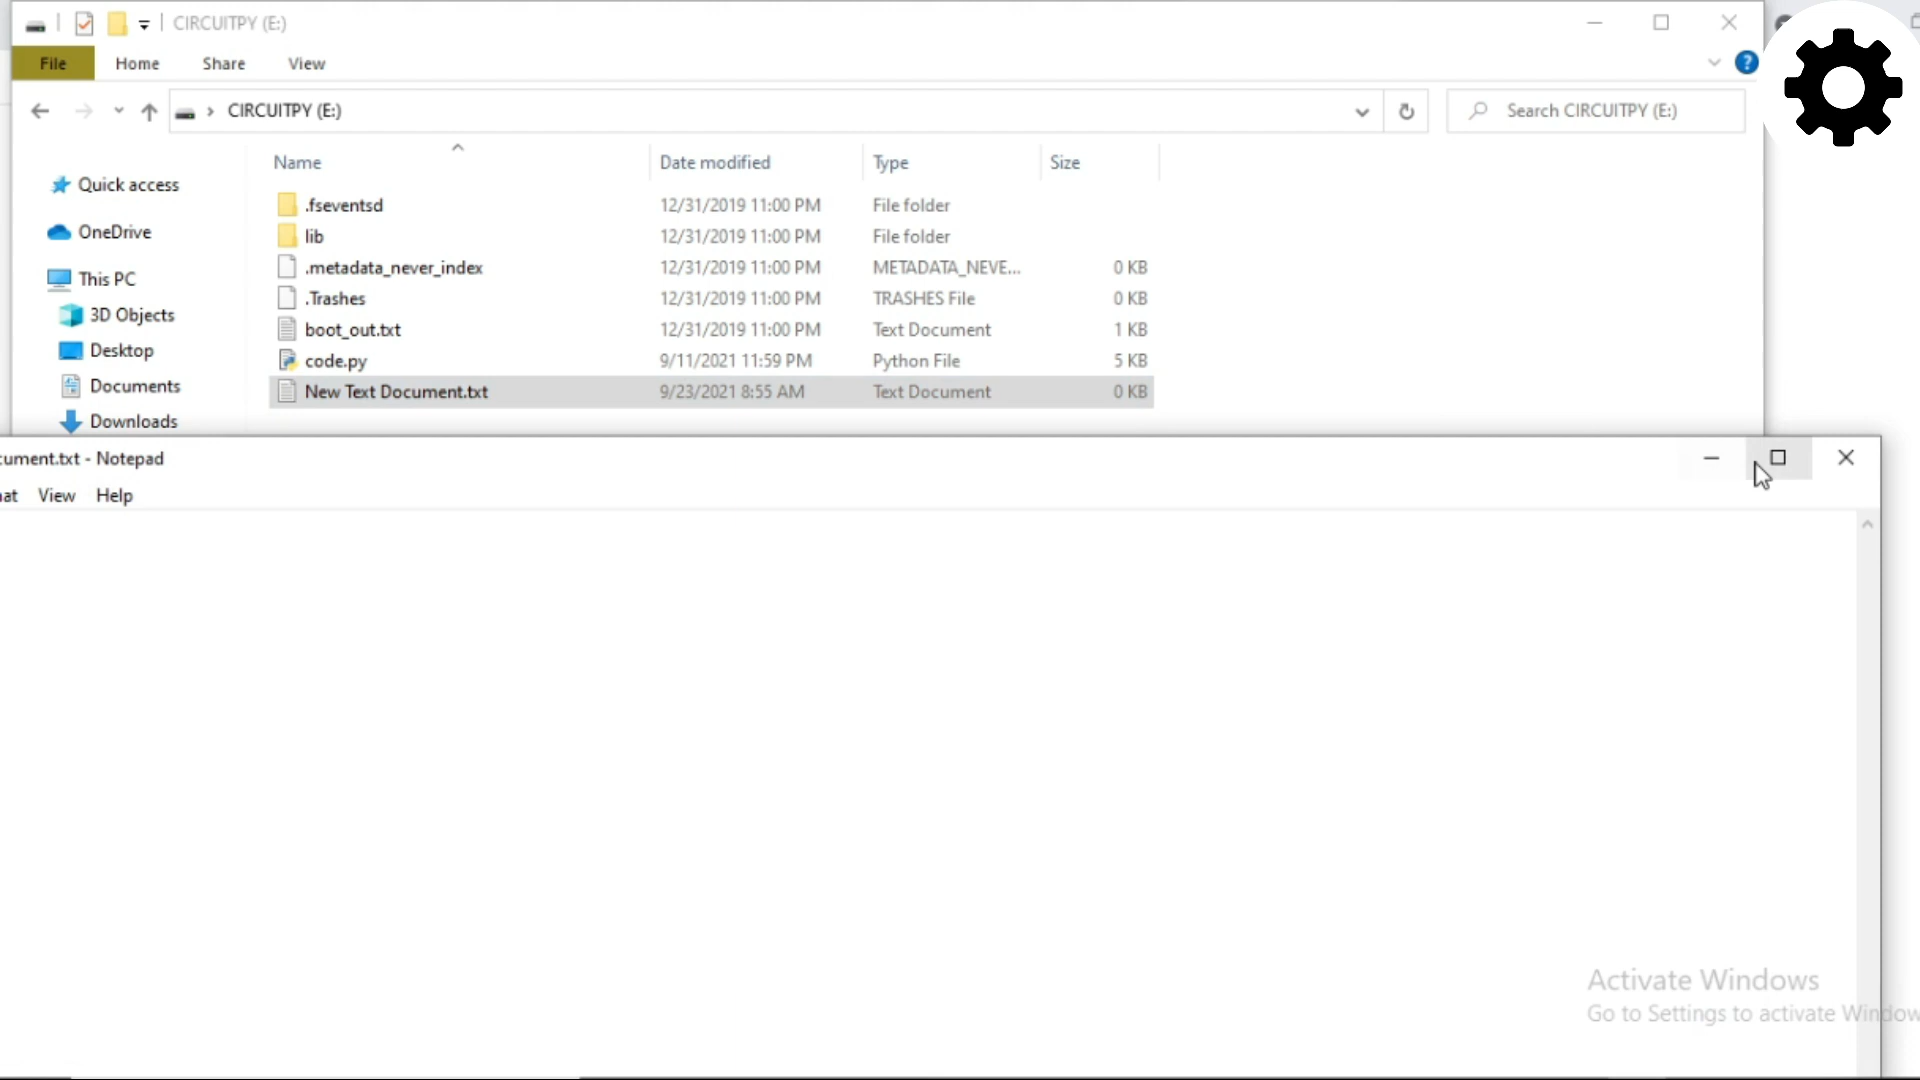 CIRCUITPY (E:)
File Home Share View
CIRCUITPY (E:) Search CIRCUITPY (E:)
Name Date modified Type Size
Quick access
OneDrive
This PC
3D Objects
Desktop
Documents
Downloads
.fseventsd 12/31/2019 11:00 PM File folder
lib 12/31/2019 11:00 PM File folder
.metadata_never_index 12/31/2019 11:00 PM METADATA_NEVE... 0 KB
.Trashes 12/31/2019 11:00 PM TRASHES File 0 KB
boot_out.txt 12/31/2019 11:00 PM Text Document 1 KB
code.py 9/11/2021 11:59 PM Python File 5 KB
New Text Document.txt 9/23/2021 8:55 AM Text Document 0 KB
cument.txt - Notepad
at View Help
Activate Windows
Go to Settings to activate Window